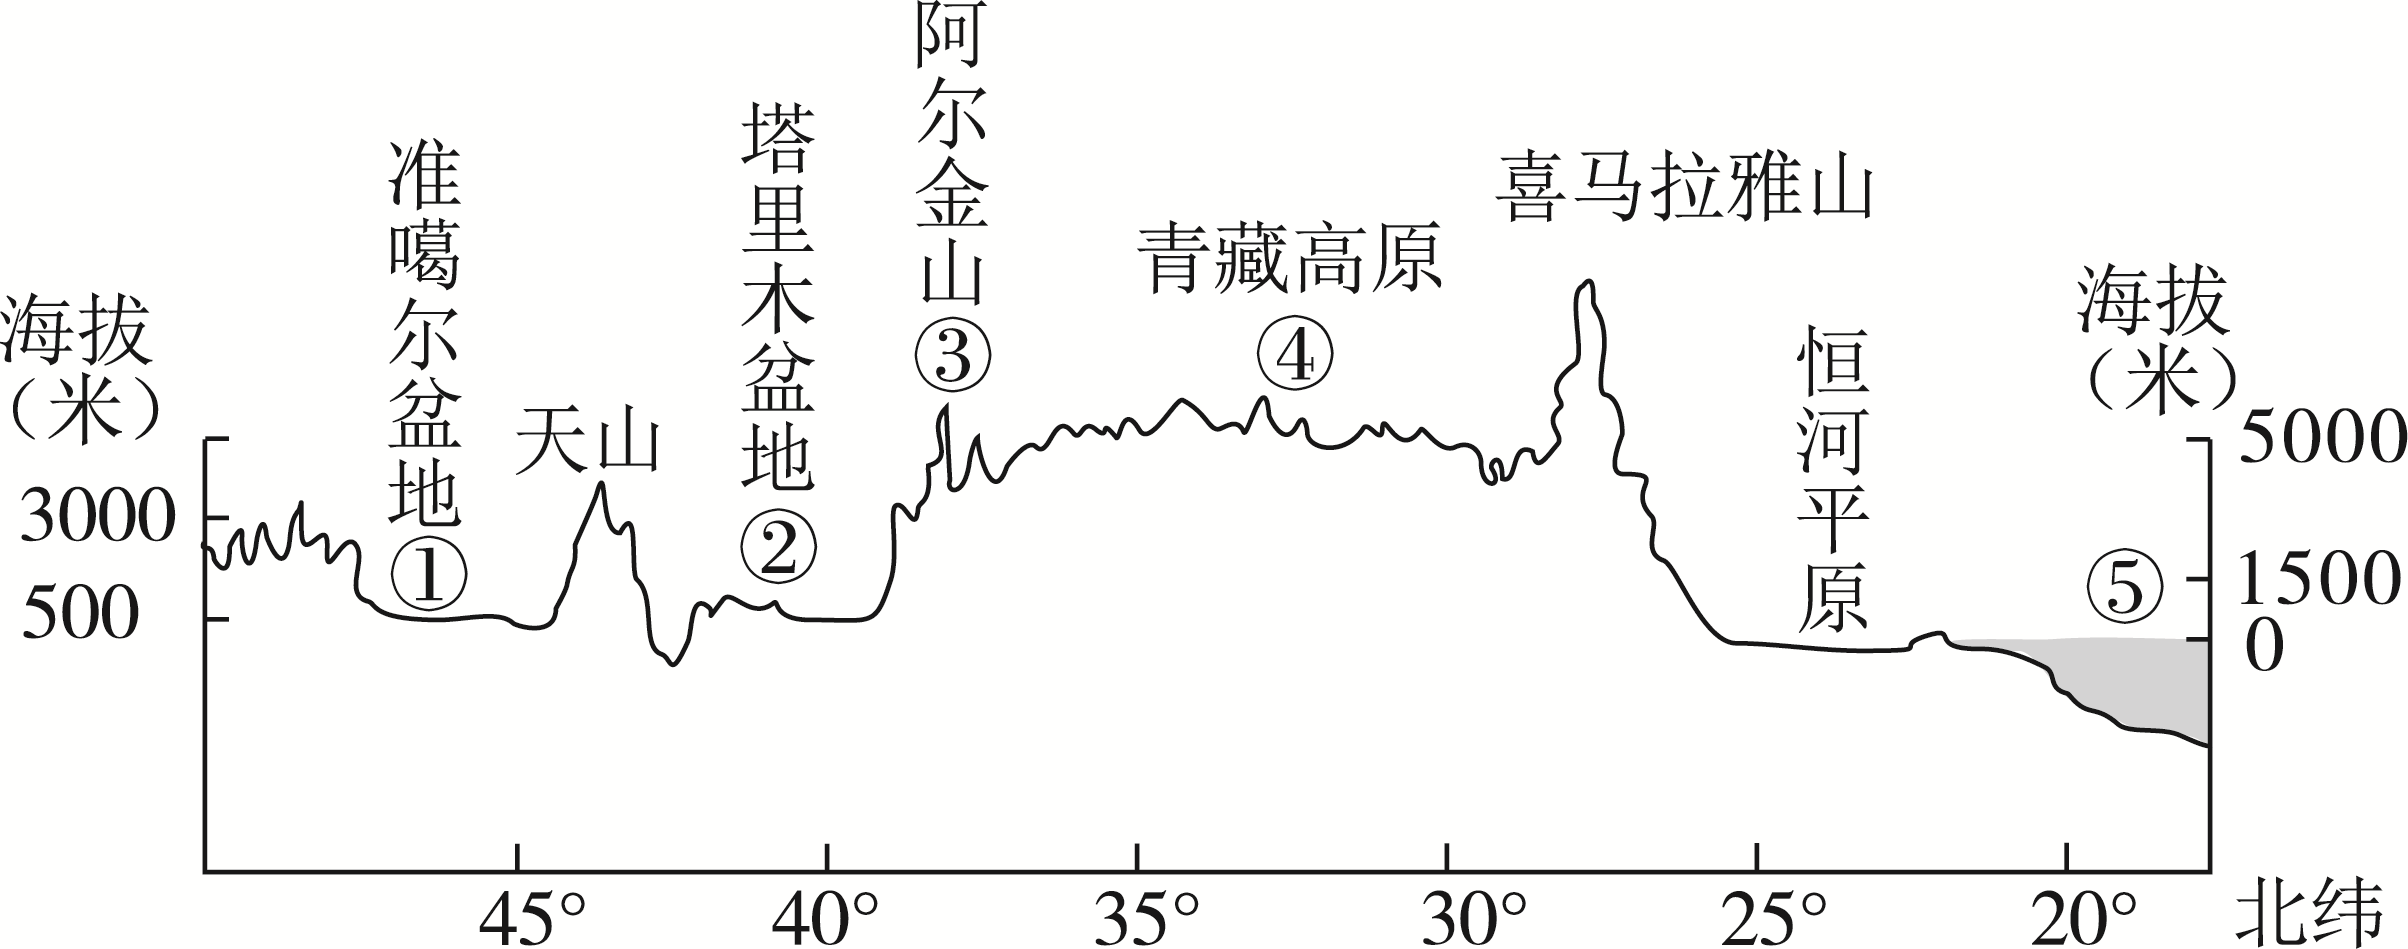 海拔
（米）
3000
500
准噶尔盆地
①
天山
塔里木盆地
②
阿尔金山
③
青藏高原
④
喜马拉雅山
恒河平原
⑤
海拔
（米）
5000
1500
0
45°
40°
35°
30°
25°
20°
北纬